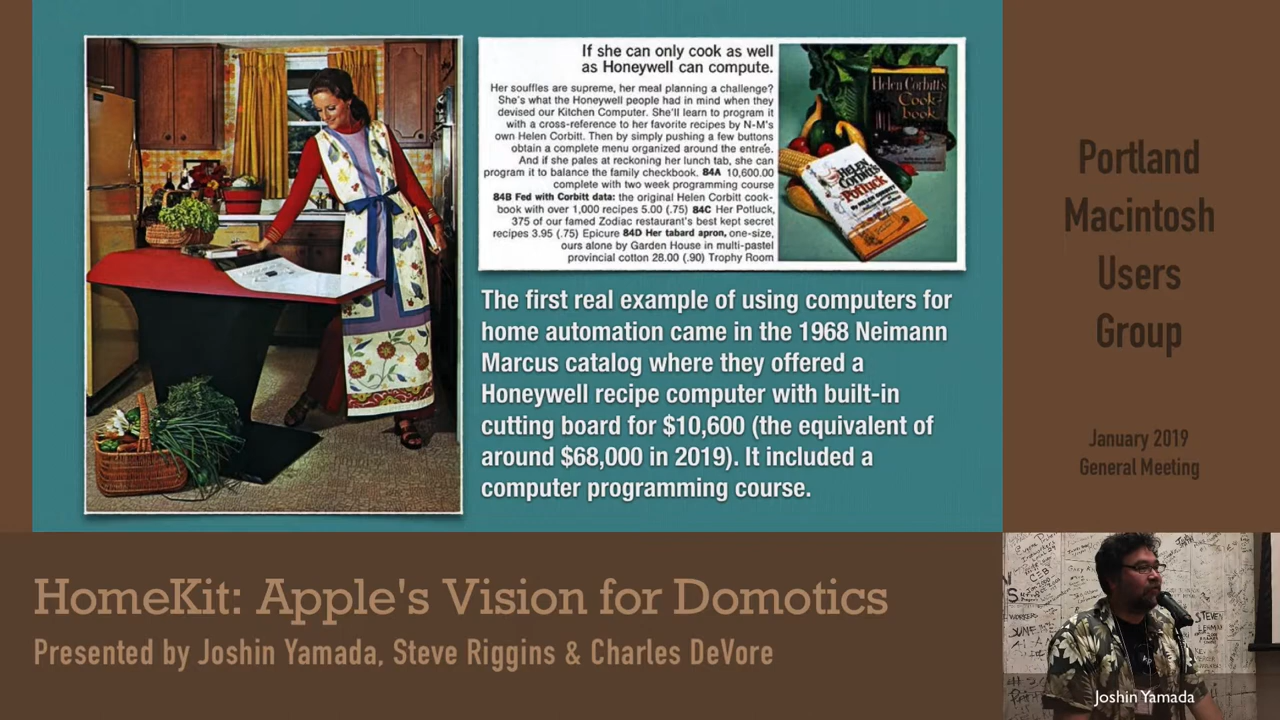 If she can only cook as well
as Honeywell can compute.
Her souffles are supreme, her meal planning a challenge?
She's what the Honeywell people had in mind when they
devised our Kitchen Computer. She'll learn to program it
with a cross-reference to her favorite recipes by N-M's
own Helen Corbitt. Then by simply pushing a few buttons
obtain a complete menu organized around the entrée.
And if she pales at reckoning her lunch tab, she can
program it to balance the family checkbook. 84A 10,600.00
complete with two week programming course
84B Fed with Corbitt data: the original Helen Corbitt cook-
book with over 1,000 recipes 5.00 (.75) 84C Her Potluck,
375 of our famed Zodiac restaurant's best kept secret
recipes 3.95 (.75) Epicure 84D Her tabard apron, one-size,
ours alone by Garden House in multi-pastel
provincial cotton 28.00 (.90) Trophy Room
Helen Corbitt's
Cook-
book
HELEN
CORBITT'S
POTLUCK
The first real example of using computers for
home automation came in the 1968 Neimann
Marcus catalog where they offered a
Honeywell recipe computer with built-in
cutting board for $10,600 (the equivalent of
around $68,000 in 2019). It included a
computer programming course.
Portland
Macintosh
Users
Group
January 2019
General Meeting
HomeKit: Apple's Vision for Domotics
Presented by Joshin Yamada, Steve Riggins & Charles DeVore
STEVEN
Joshin Yamada